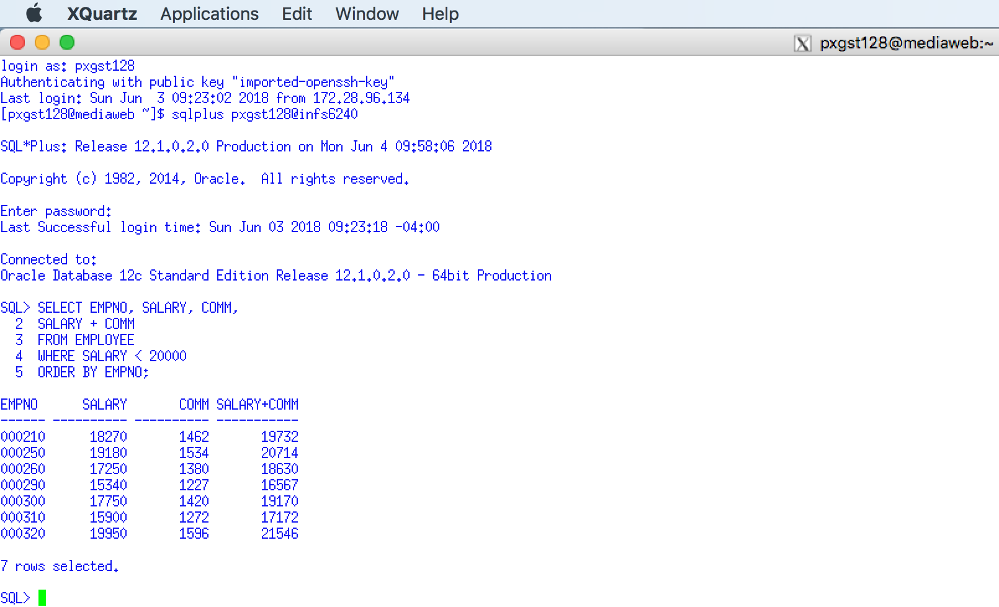 XQuartz Applications Edit Window Help
X pxgst128@mediaweb:~
login as: pxgst128
Authenticating with public key "imported-openssh-key"
Last login: Sun Jun  3 09:23:02 2018 from 172.28.96.134
[pxgst128@mediaweb ~]$ sqlplus pxgst128@infs6240
SQL*Plus: Release 12.1.0.2.0 Production on Mon Jun 4 09:58:06 2018
Copyright (c) 1982, 2014, Oracle.  All rights reserved.
Enter password:
Last Successful login time: Sun Jun 03 2018 09:23:18 -04:00
Connected to:
Oracle Database 12c Standard Edition Release 12.1.0.2.0 - 64bit Production
SQL> SELECT EMPNO, SALARY, COMM,
  2  SALARY + COMM
  3  FROM EMPLOYEE
  4  WHERE SALARY < 20000
  5  ORDER BY EMPNO;
EMPNO      SALARY       COMM SALARY+COMM
------ ---------- ---------- -----------
000210      18270       1462       19732
000250      19180       1534       20714
000260      17250       1380       18630
000290      15340       1227       16567
000300      17750       1420       19170
000310      15900       1272       17172
000320      19950       1596       21546
7 rows selected.
SQL>